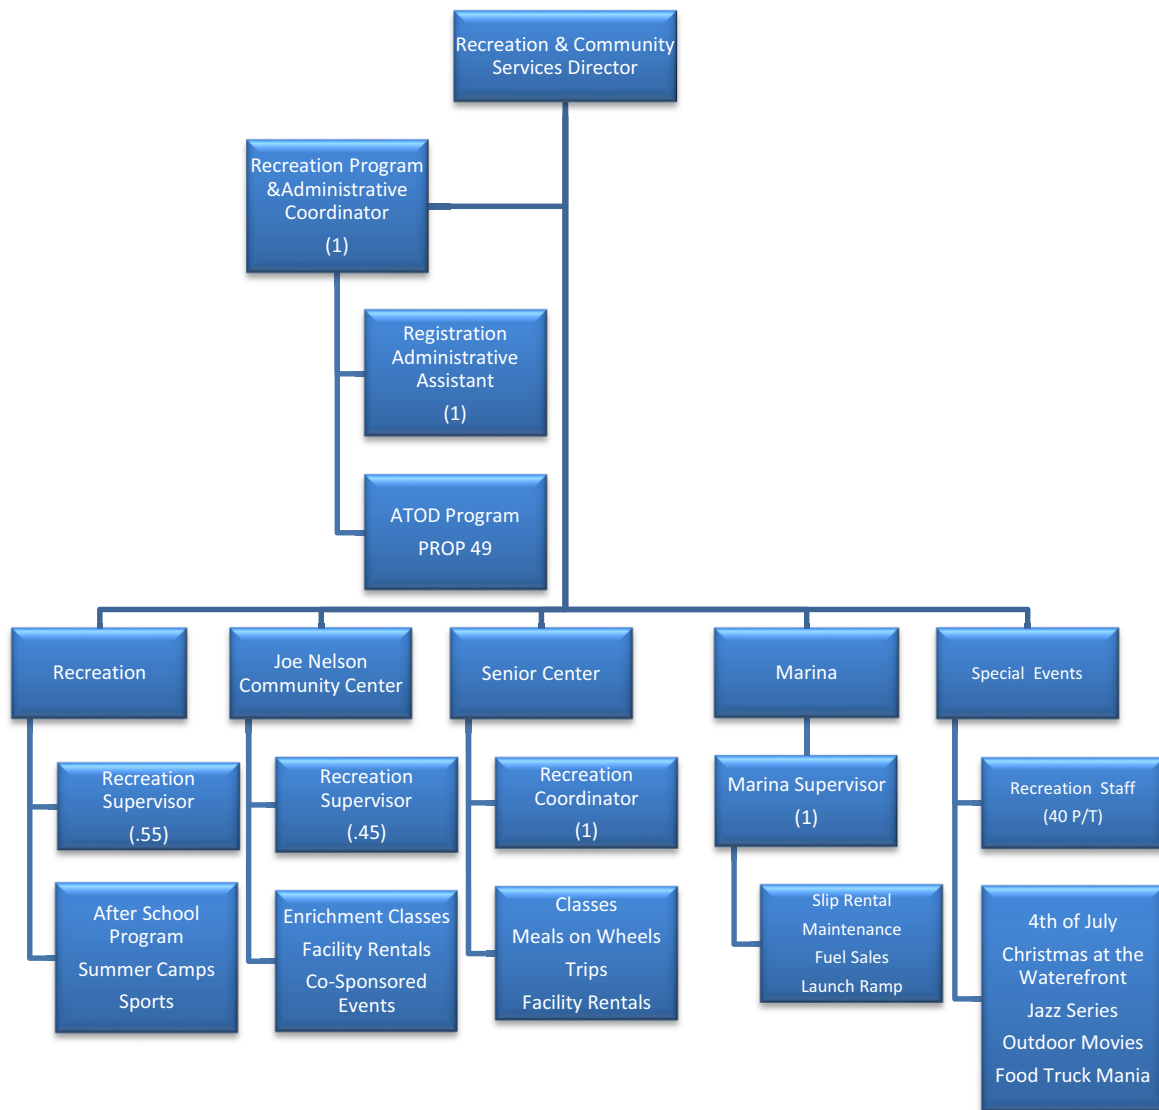 Recreation & Community
Services Director
Recreation Program
&Administrative
Coordinator
(1)
Registration
Administrative
Assistant
(1)
ATOD Program
PROP 49
Recreation
Joe Nelson
Community Center
Senior Center
Marina
Special Events
Recreation
Supervisor
(.55)
Recreation
Supervisor
(.45)
Recreation
Coordinator
(1)
Marina Supervisor
(1)
Recreation Staff
(40 P/T)
After School
Program
Summer Camps
Sports
Enrichment Classes
Facility Rentals
Co-Sponsored
Events
Classes
Meals on Wheels
Trips
Facility Rentals
Slip Rental
Maintenance
Fuel Sales
Launch Ramp
4th of July
Christmas at the
Waterefront
Jazz Series
Outdoor Movies
Food Truck Mania